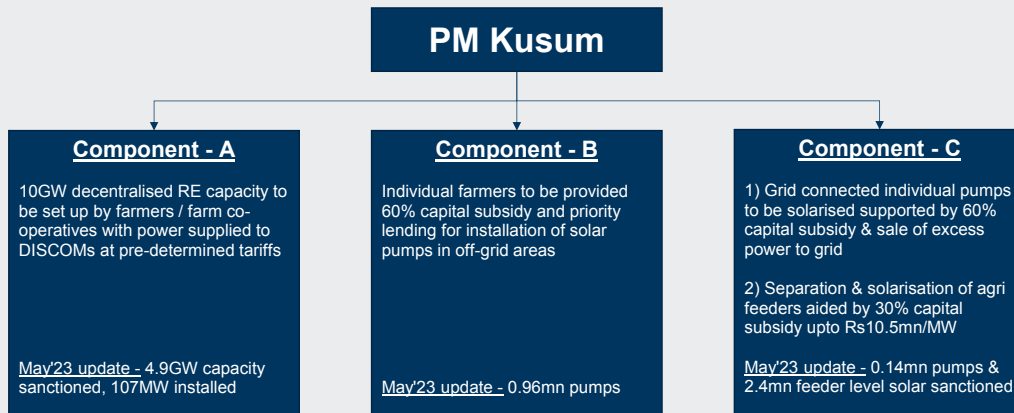 PM Kusum
Component - A
10GW decentralised RE capacity to
be set up by farmers / farm co-
operatives with power supplied to
DISCOMs at pre-determined tariffs
May'23 update - 4.9GW capacity
sanctioned, 107MW installed
Component - B
Individual farmers to be provided
60% capital subsidy and priority
lending for installation of solar
pumps in off-grid areas
May'23 update - 0.96mn pumps
Component - C
1) Grid connected individual pumps
to be solarised supported by 60%
capital subsidy & sale of excess
power to grid
2) Separation & solarisation of agri
feeders aided by 30% capital
subsidy upto Rs10.5mn/MW
May'23 update - 0.14mn pumps &
2.4mn feeder level solar sanctioned